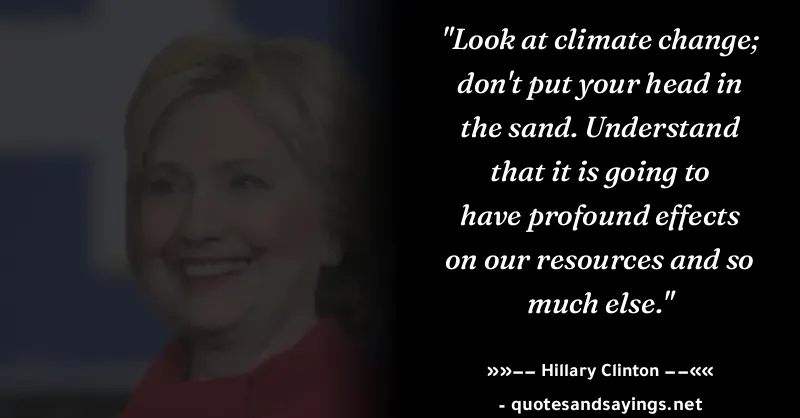 "Look at climate change;
don't put your head in
the sand. Understand
that it is going to
have profound effects
on our resources and so
much else."
»»-- Hillary Clinton --««
- quotesandsayings.net